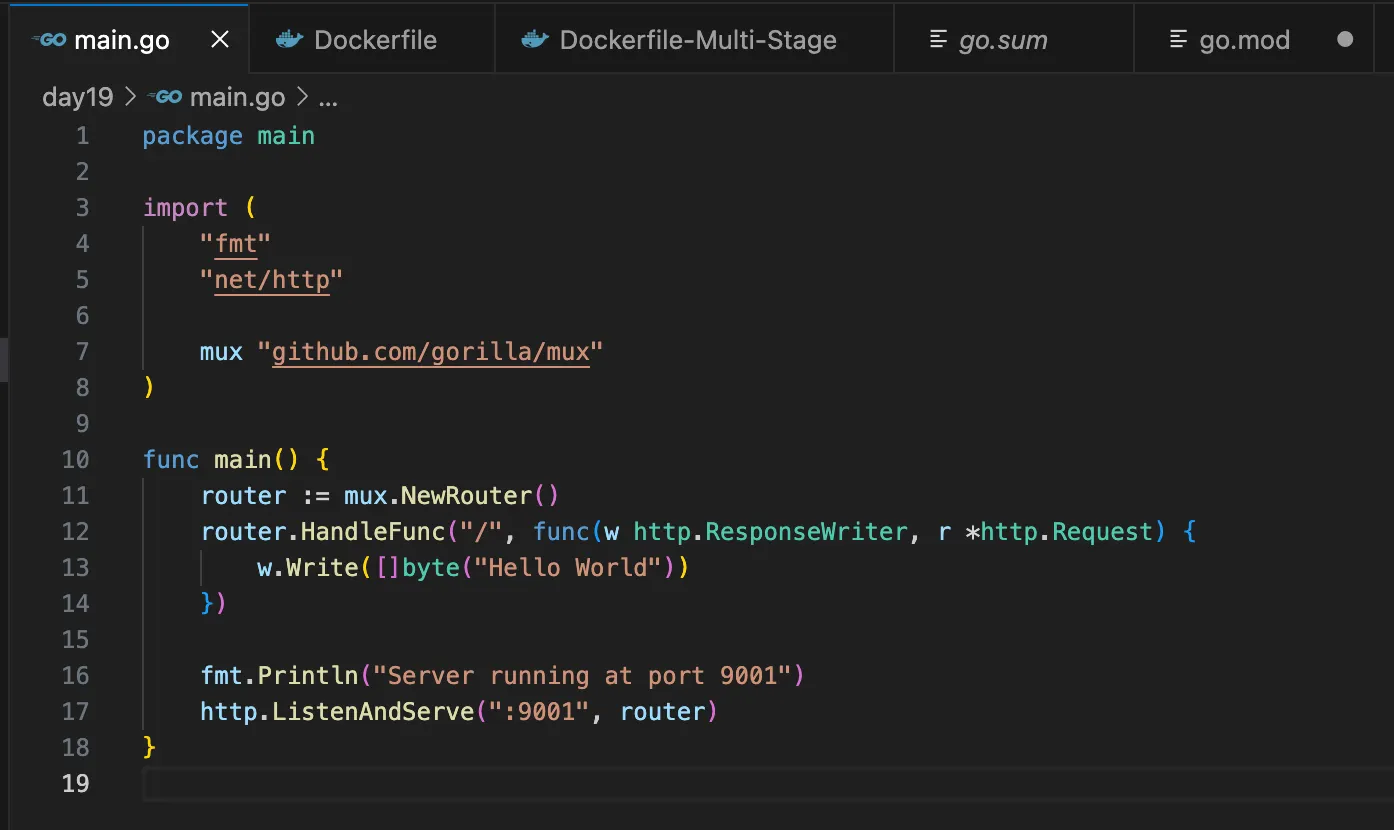 GO main.go × Dockerfile Dockerfile-Multi-Stage go.sum go.mod
day19 > GO main.go > ...
1 package main
2
3 import (
4     "fmt"
5     "net/http"
6
7     mux "github.com/gorilla/mux"
8 )
9
10 func main() {
11     router := mux.NewRouter()
12     router.HandleFunc("/", func(w http.ResponseWriter, r *http.Request) {
13         w.Write([]byte("Hello World"))
14     })
15
16     fmt.Println("Server running at port 9001")
17     http.ListenAndServe(":9001", router)
18 }
19